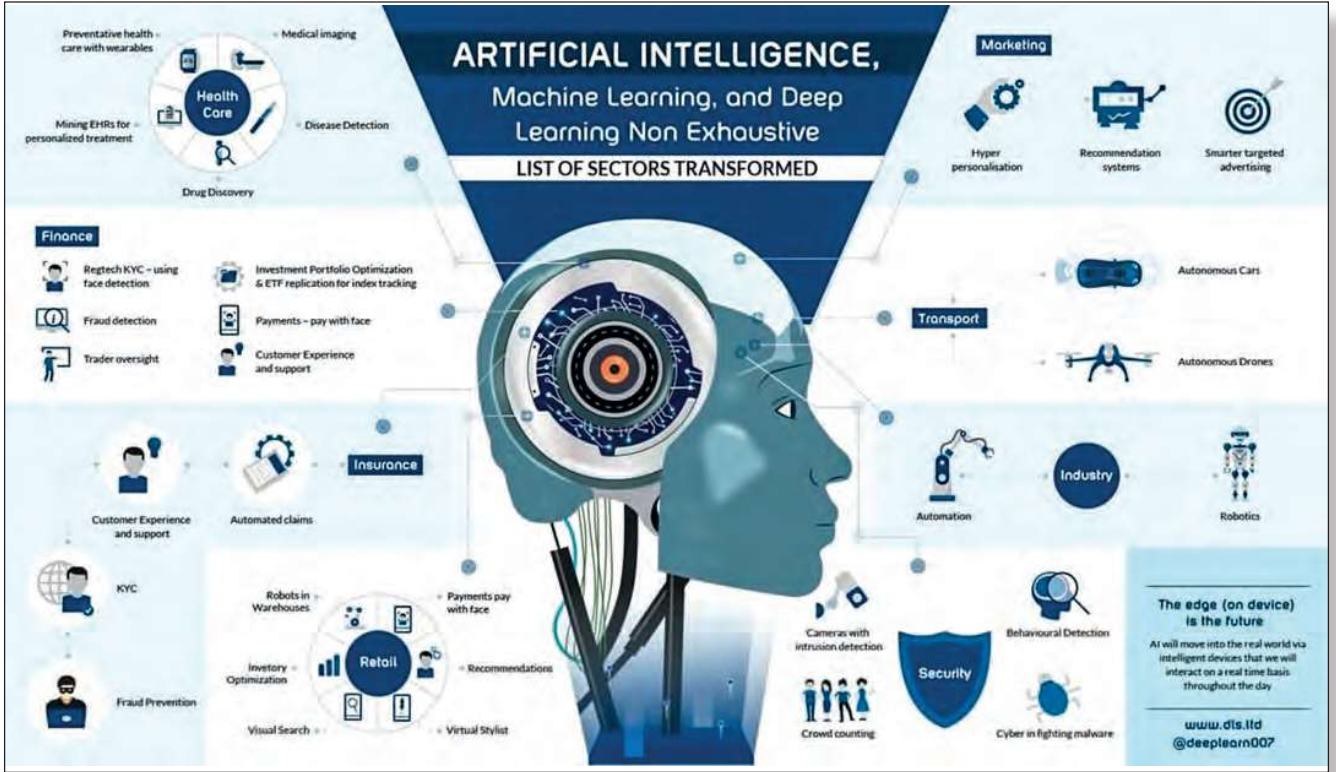 ARTIFICIAL INTELLIGENCE,
Machine Learning, and Deep
Learning Non Exhaustive
LIST OF SECTORS TRANSFORMED
Preventative health
care with wearables
Medical imaging
Health
Care
Mining EHRs for
personalized treatment
Disease Detection
Drug Discovery
Marketing
Hyper
personalisation
Recommendation
systems
Smarter targeted
advertising
Finance
Regtech KYC – using
face detection
Investment Portfolio Optimization
& ETF replication for index tracking
Fraud detection
Payments – pay with face
Trader oversight
Customer Experience
and support
Transport
Autonomous Cars
Autonomous Drones
Insurance
Customer Experience
and support
Automated claims
KYC
Fraud Prevention
Industry
Automation
Robotics
Robots in
Warehouses
Payments pay
with face
Retail
Invetory
Optimization
Recommendations
Visual Search
Virtual Stylist
Cameras with
intrusion detection
Behavioural Detection
Security
Crowd counting
Cyber in fighting malware
The edge (on device)
is the future
AI will move into the real world via
intelligent devices that we will
interact on a real time basis
throughout the day
www.dls.ltd
@deeplearn007